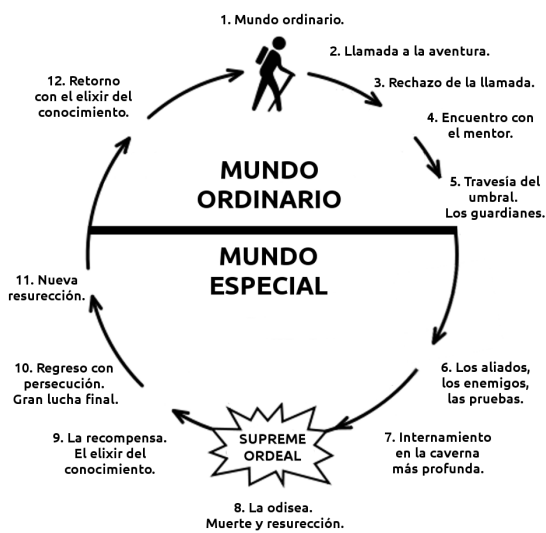 1. Mundo ordinario.
2. Llamada a la aventura.
3. Rechazo de la llamada.
4. Encuentro con
el mentor.
5. Travesía del
umbral.
Los guardianes.
MUNDO
ORDINARIO
MUNDO
ESPECIAL
6. Los aliados,
los enemigos,
las pruebas.
7. Internamiento
en la caverna
más profunda.
SUPREME
ORDEAL
8. La odisea.
Muerte y resurección.
9. La recompensa.
El elixir del
conocimiento.
10. Regreso con
persecución.
Gran lucha final.
11. Nueva
resurección.
12. Retorno
con el elixir del
conocimiento.